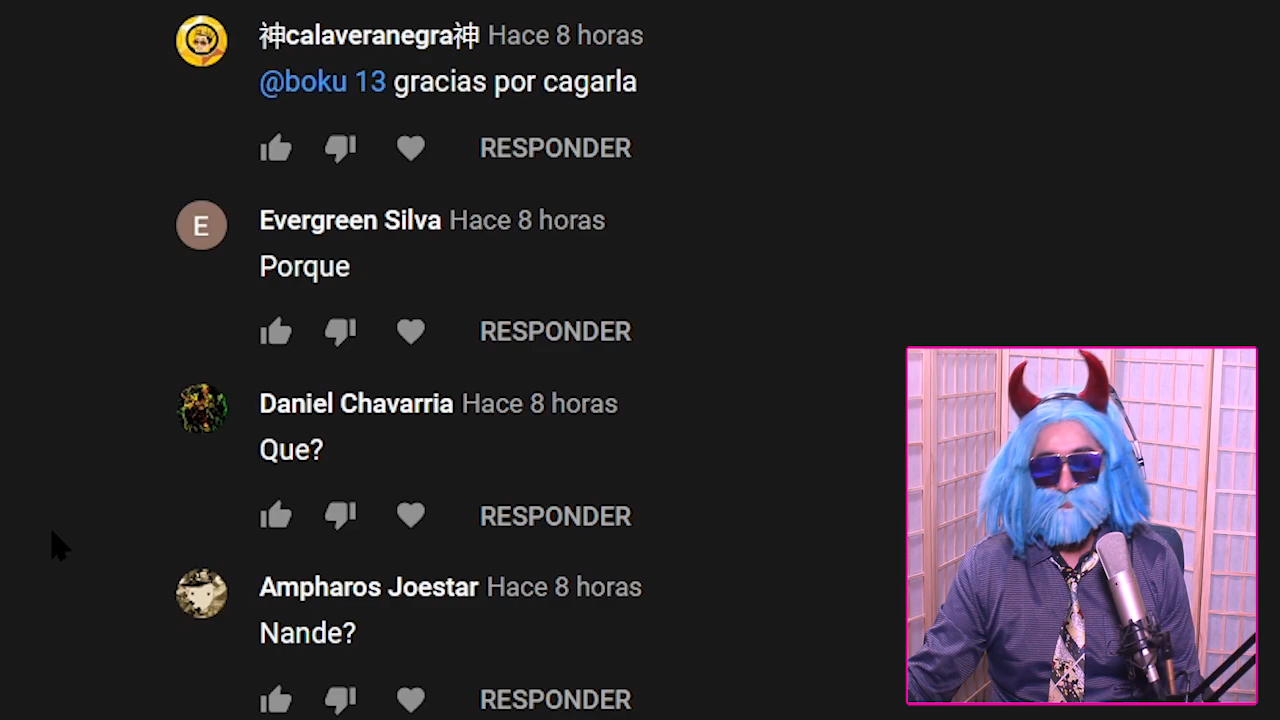 神calaveranegra神 Hace 8 horas
@boku 13 gracias por cagarla
RESPONDER
E
Evergreen Silva Hace 8 horas
Porque
RESPONDER
Daniel Chavarria Hace 8 horas
Que?
RESPONDER
Ampharos Joestar Hace 8 horas
Nande?
RESPONDER